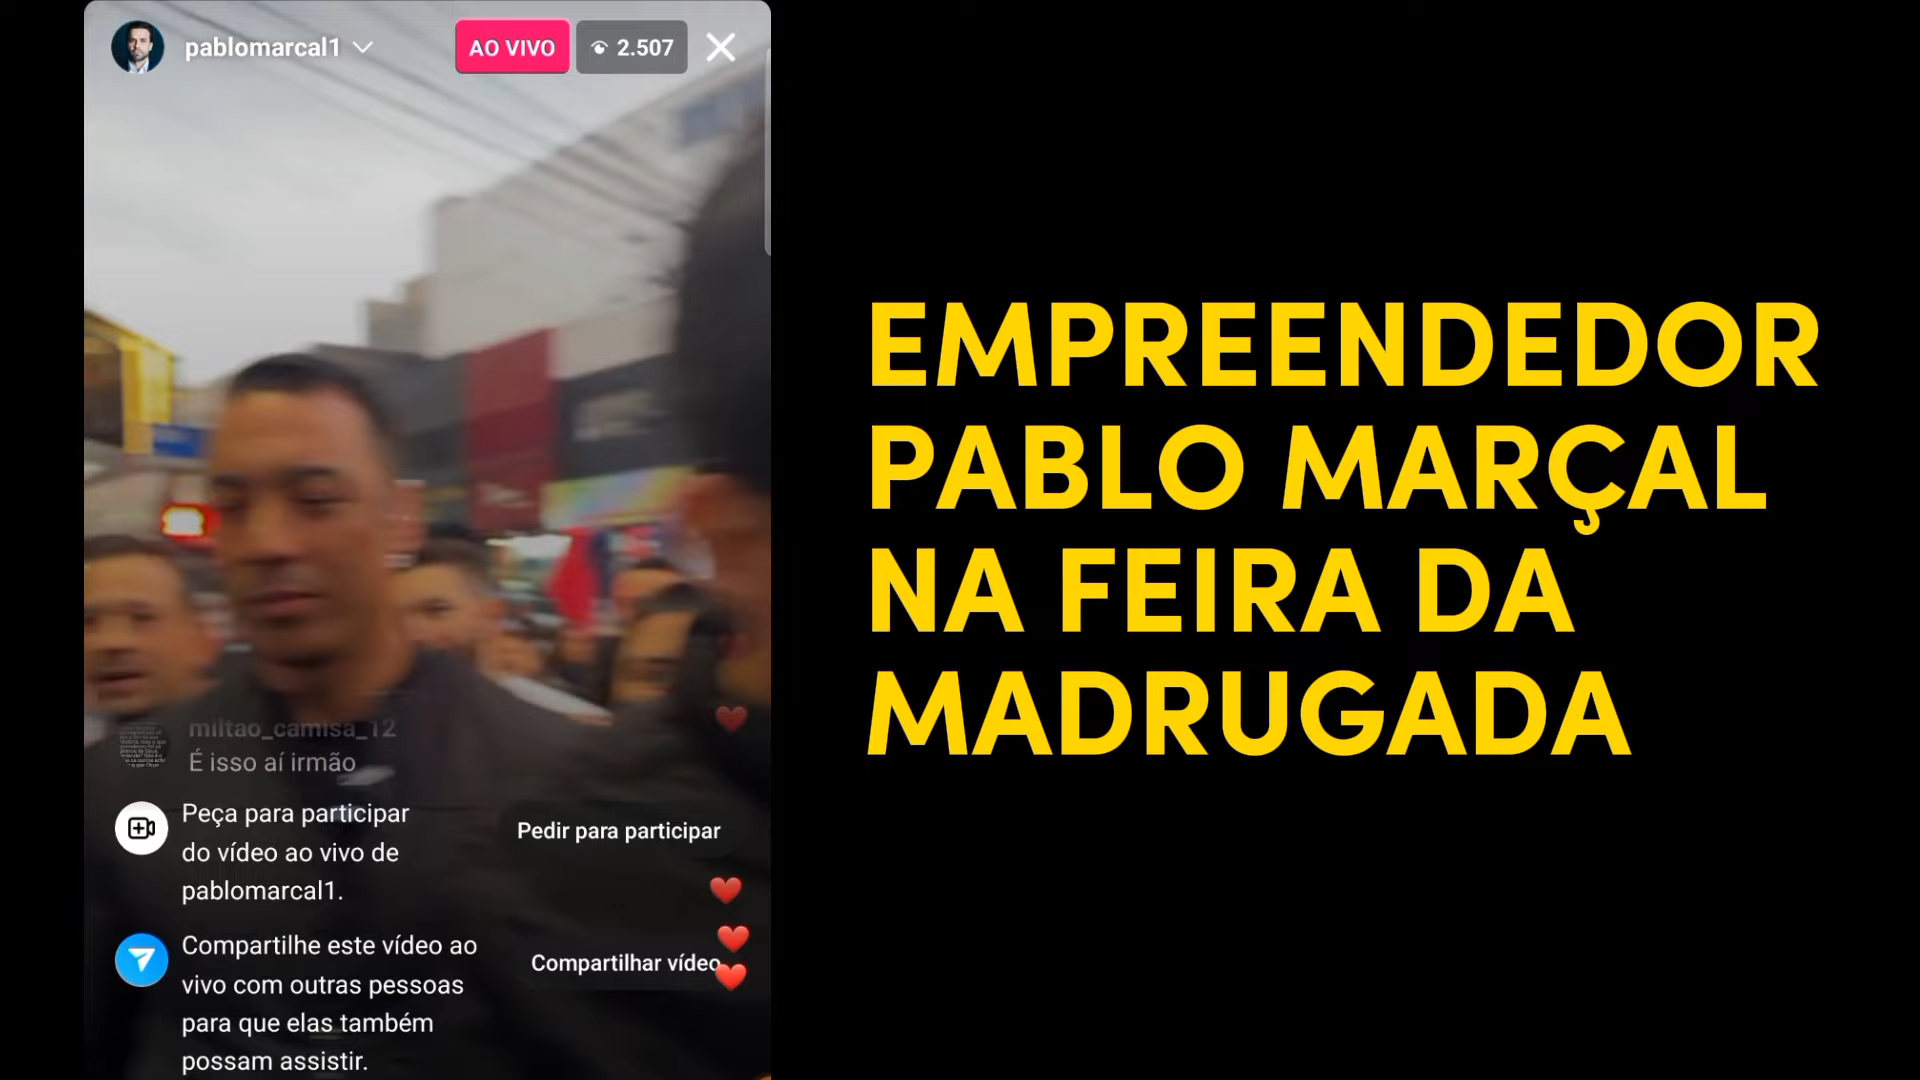 pablomarcal1
AO VIVO
2.507
miltao_camisa_12
É isso aí irmão
Peça para participar
do vídeo ao vivo de
pablomarcal1.
Pedir para participar
Compartilhe este vídeo ao
vivo com outras pessoas
para que elas também
possam assistir.
Compartilhar vídeo
EMPREENDEDOR
PABLO MARÇAL
NA FEIRA DA
MADRUGADA